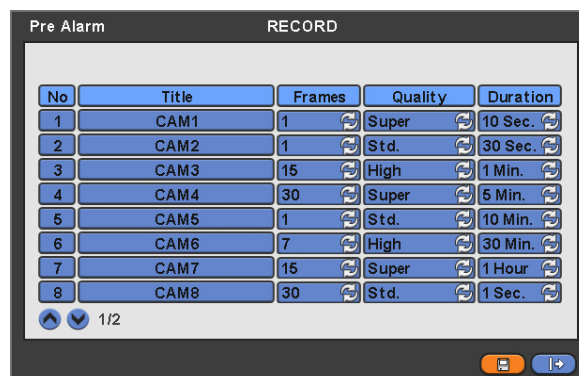 Pre Alarm RECORD
No Title Frames Quality Duration
1 CAM1 1 Super 10 Sec.
2 CAM2 1 Std. 30 Sec.
3 CAM3 15 High 1 Min.
4 CAM4 30 Super 5 Min.
5 CAM5 1 Std. 10 Min.
6 CAM6 7 High 30 Min.
7 CAM7 15 Super 1 Hour
8 CAM8 30 Std. 1 Sec.
1/2